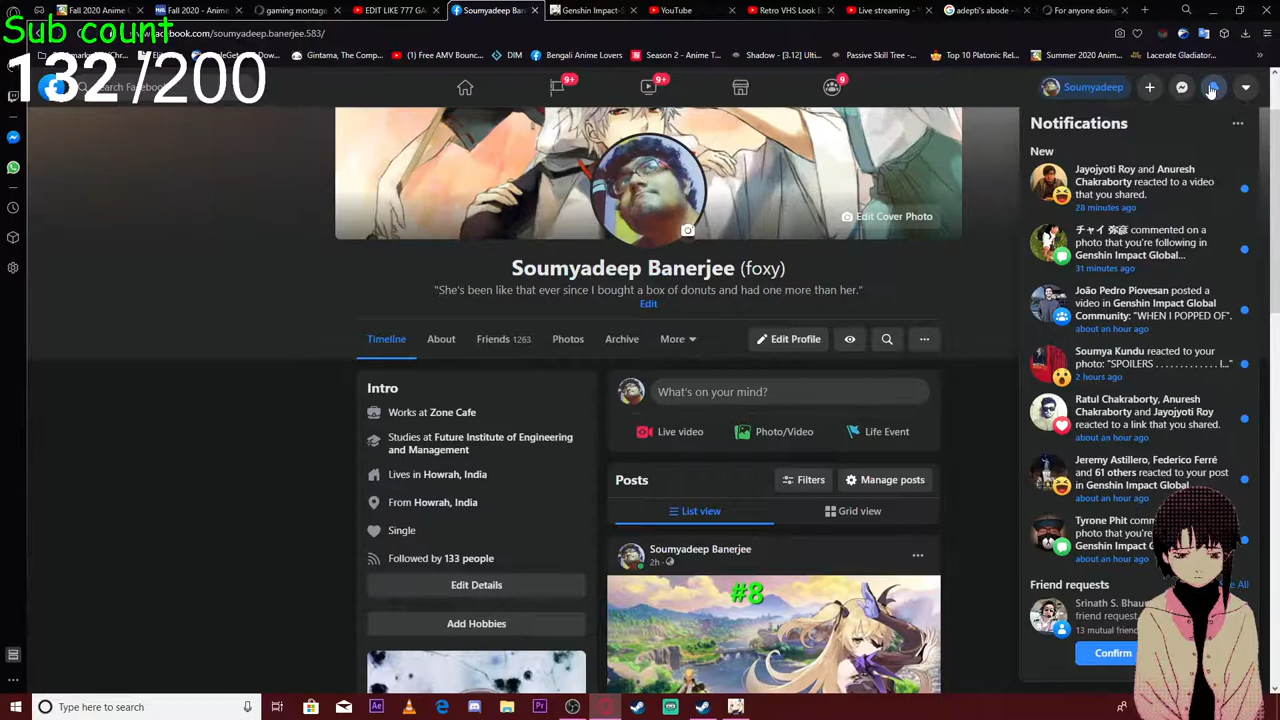 Fall 2020 Anime C
Fall 2020 - Anime
gaming montage
EDIT LIKE 777 GA
Soumyadeep Ban
Genshin Impact-S
YouTube
Retro VHS Look E
Live streaming -
adepti's abode -
For anyone doing
Sub count
132/200
facebook.com/soumyadeep.banerjee.583/
Gintama, The Comp...
(1) Free AMV Bounc...
DIM
Bengali Anime Lovers
Season 2 - Anime Ti...
Shadow - [3.12] Ulti...
Passive Skill Tree -...
Top 10 Platonic Rel...
Summer 2020 Anim...
Lacerate Gladiator...
Search Facebook
9+
9+
9
Soumyadeep
Notifications
New
Jayojyoti Roy and Anuresh
Chakraborty reacted to a video
that you shared.
28 minutes ago
チャイ 弥彦 commented on a
photo that you're following in
Genshin Impact Global...
31 minutes ago
João Pedro Piovesan posted a
video in Genshin Impact Global
Community: "WHEN I POPPED OF".
about an hour ago
Soumya Kundu reacted to your
photo: "SPOILERS . . . . . . . . . . . . I..."
2 hours ago
Ratul Chakraborty, Anuresh
Chakraborty and Jayojyoti Roy
reacted to a link that you shared.
about an hour ago
Jeremy Astillero, Federico Ferré
and 61 others reacted to your post
in Genshin Impact Global
about an hour ago
Tyrone Phit comm
photo that you're fo
Genshin Impact Glo
about an hour ago
Friend requests
See All
Srinath S. Bhau
friend request
13 mutual friend
Confirm
Edit Cover Photo
Soumyadeep Banerjee (foxy)
"She's been like that ever since I bought a box of donuts and had one more than her."
Edit
Timeline
About
Friends 1263
Photos
Archive
More
Edit Profile
Intro
Works at Zone Cafe
Studies at Future Institute of Engineering
and Management
Lives in Howrah, India
From Howrah, India
Single
Followed by 133 people
Edit Details
Add Hobbies
What's on your mind?
Live video
Photo/Video
Life Event
Posts
Filters
Manage posts
List view
Grid view
Soumyadeep Banerjee
2h
#8
Type here to search